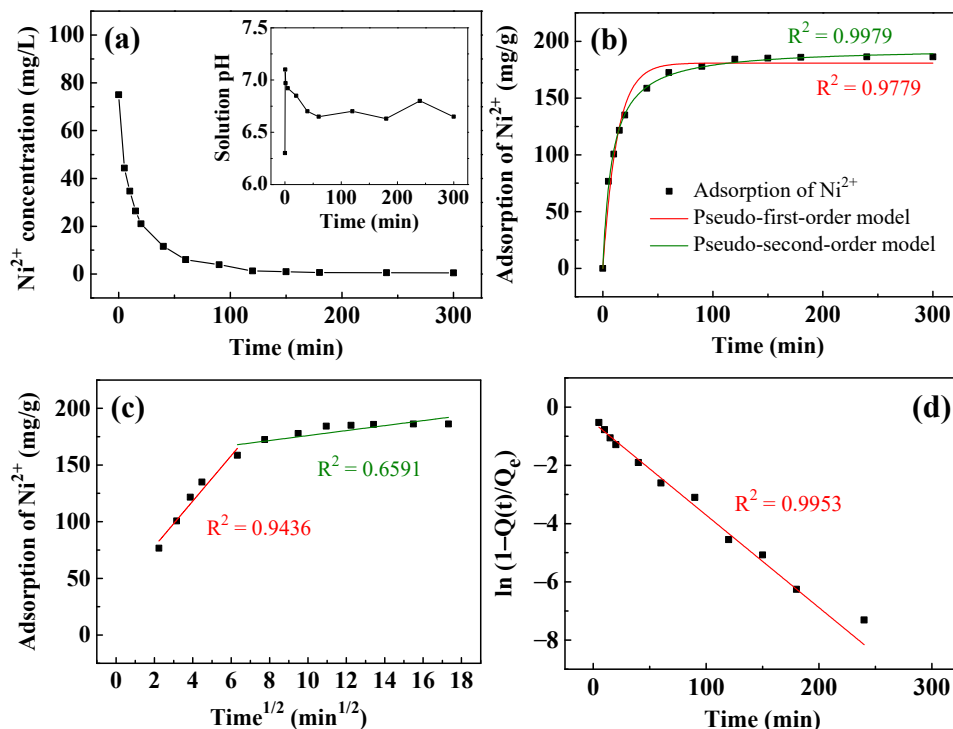 (a)
Ni²⁺ concentration (mg/L)
100
80
60
40
20
0
0 100 200 300
Time (min)
Solution pH
7.5
7.0
6.5
6.0
0 100 200 300
Time (min)
(b)
Adsorption of Ni²⁺ (mg/g)
200
150
100
50
0
R² = 0.9979
R² = 0.9779
Adsorption of Ni²⁺
Pseudo-first-order model
Pseudo-second-order model
0 100 200 300
Time (min)
(c)
Adsorption of Ni²⁺ (mg/g)
200
150
100
50
0
R² = 0.6591
R² = 0.9436
0 2 4 6 8 10 12 14 16 18
Time¹ᐟ² (min¹ᐟ²)
(d)
ln (1−Q(t)/Qₑ)
0
−2
−4
−6
−8
R² = 0.9953
0 100 200 300
Time (min)